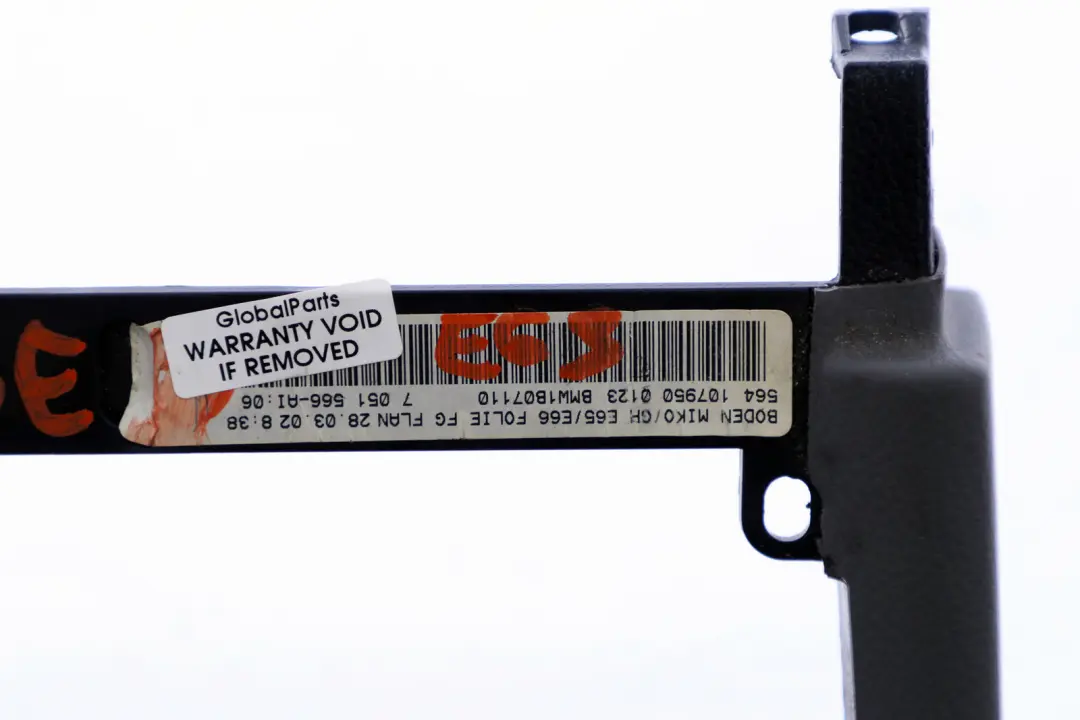 GlobalParts
WARRANTY VOID
IF REMOVED
E65
BODEN MIKO/GH E65/E66 FOLIE FG FLAN 28.03.02 8:38
564 107950 0123 BMW1B07110 7 051 566-AI:06
E